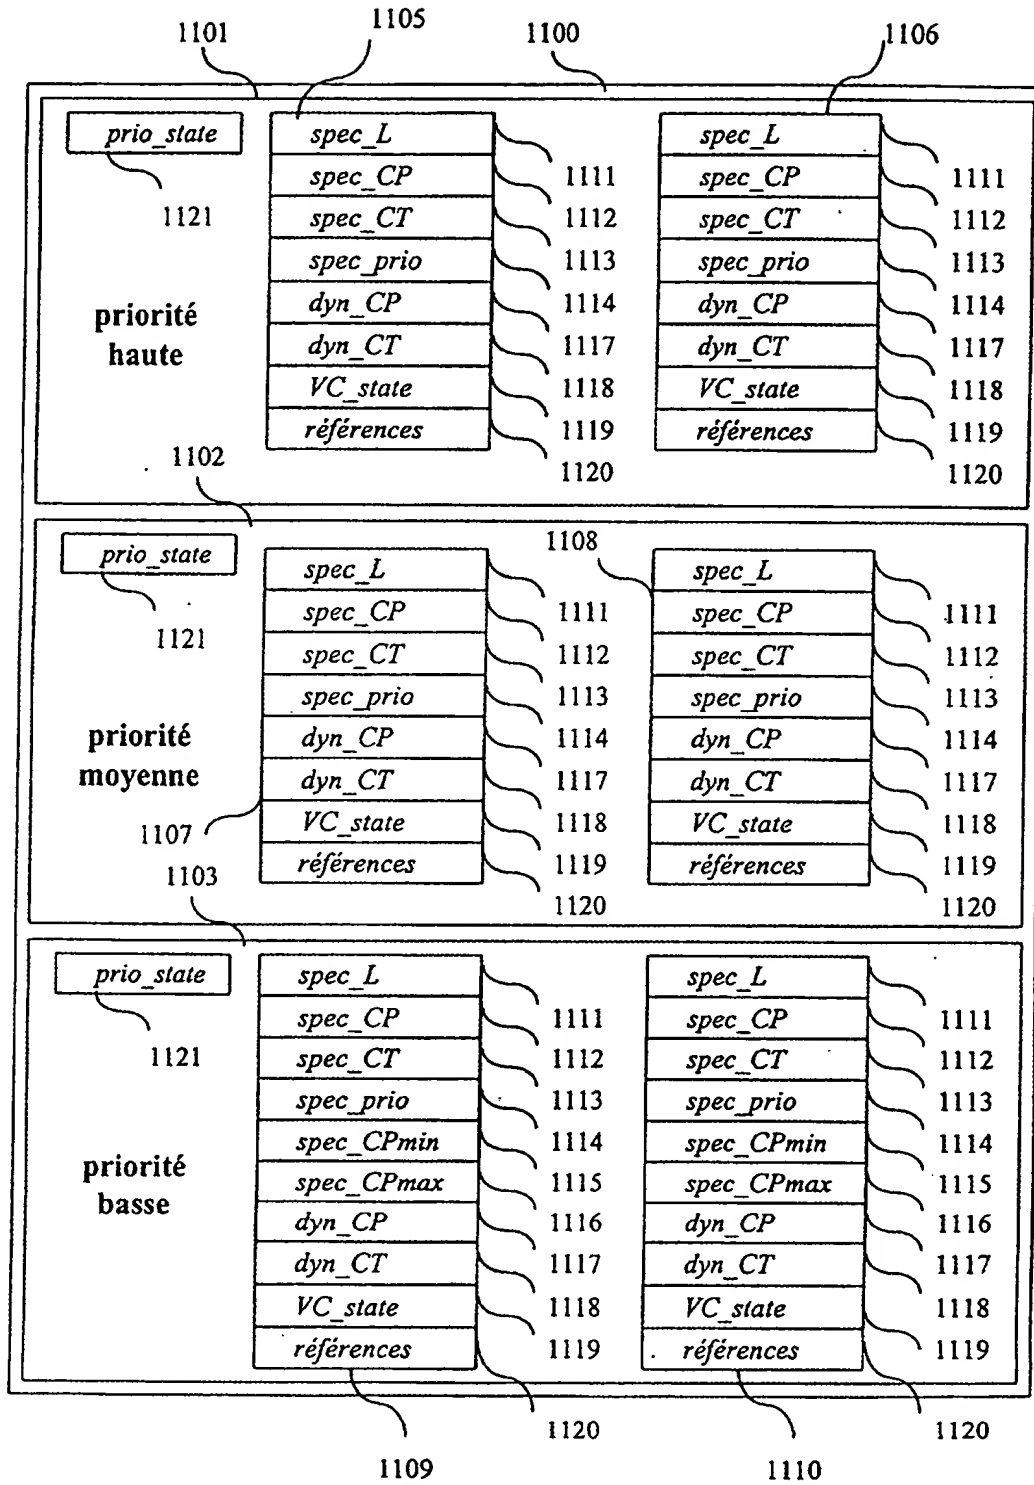 1105
1101
1100
1106
prio_state
spec_L
spec_L
1121
spec_CP
1111
spec_CP
1111
spec_CT
1112
spec_CT
1112
spec_prio
1113
spec_prio
1113
priorité
haute
dyn_CP
1114
dyn_CP
1114
dyn_CT
1117
dyn_CT
1117
VC_state
1118
VC_state
1118
références
1119
références
1119
1102
1120
1120
prio_state
1108
spec_L
spec_L
1121
spec_CP
1111
spec_CP
1111
spec_CT
1112
spec_CT
1112
spec_prio
1113
spec_prio
1113
priorité
moyenne
dyn_CP
1114
dyn_CP
1114
dyn_CT
1117
dyn_CT
1117
1107
VC_state
1118
VC_state
1118
1103
références
1119
références
1119
1120
1120
prio_state
spec_L
spec_L
1121
spec_CP
1111
spec_CP
1111
spec_CT
1112
spec_CT
1112
spec_prio
1113
spec_prio
1113
priorité
basse
spec_CPmin
1114
spec_CPmin
1114
spec_CPmax
1115
spec_CPmax
1115
dyn_CP
1116
dyn_CP
1116
dyn_CT
1117
dyn_CT
1117
VC_state
1118
VC_state
1118
références
1119
références
1119
1120
1120
1109
1110